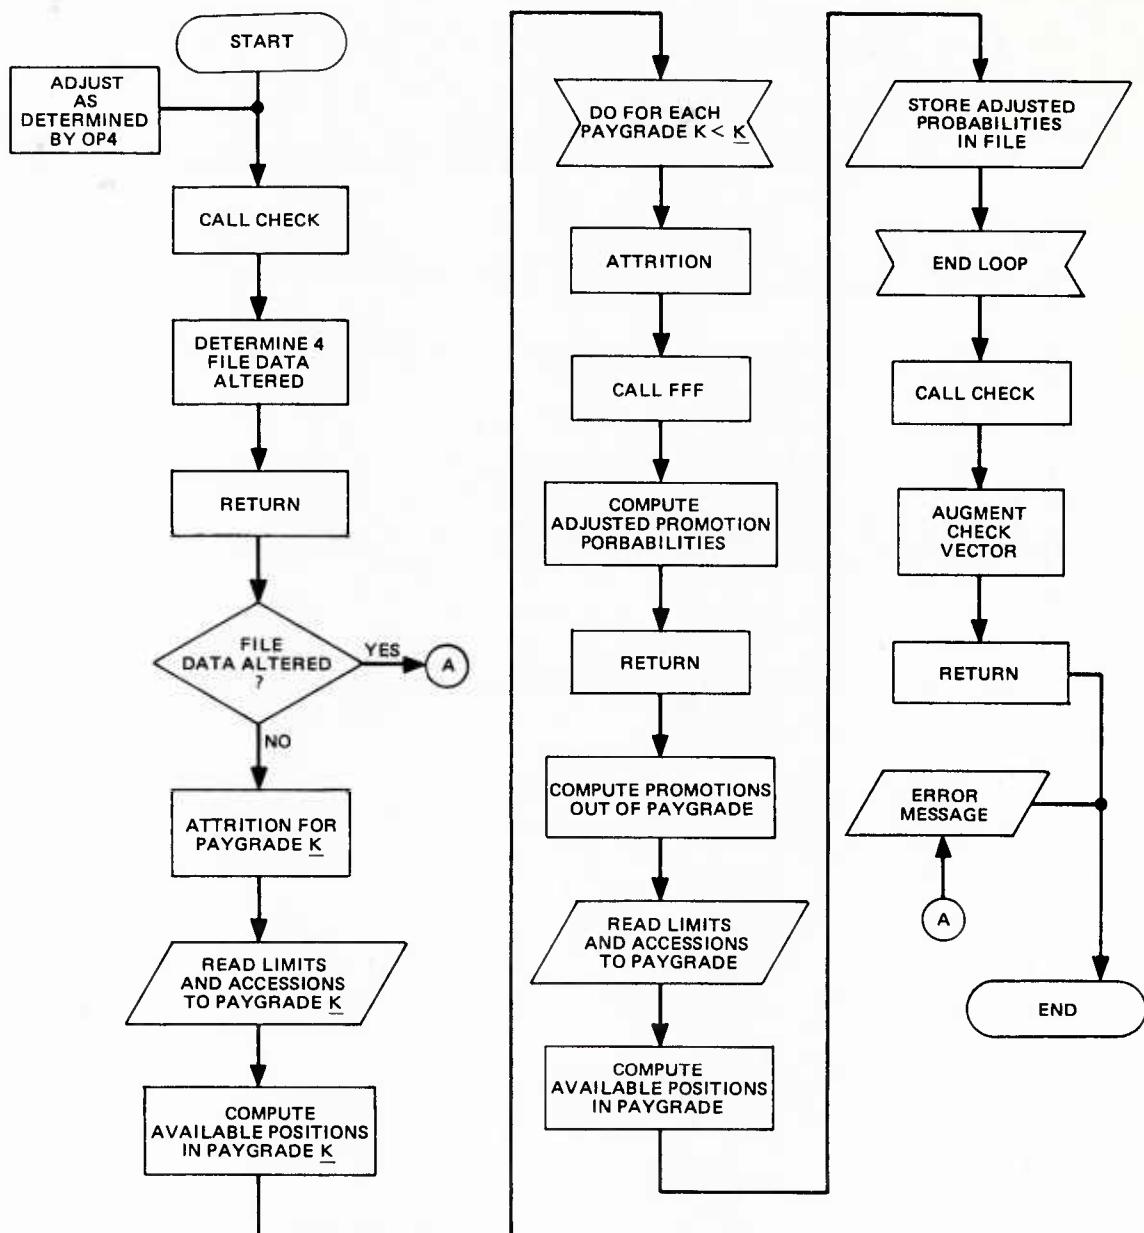 START
ADJUST
AS
DETERMINED
BY OP4
CALL CHECK
DETERMINE 4
FILE DATA
ALTERED
RETURN
FILE
DATA ALTERED
?
YES
A
NO
ATTRITION FOR
PAYGRADE K
READ LIMITS
AND ACCESSIONS
TO PAYGRADE K
COMPUTE
AVAILABLE POSITIONS
IN PAYGRADE K
DO FOR EACH
PAYGRADE K < K
ATTRITION
CALL FFF
COMPUTE
ADJUSTED PROMOTION
PORBABILITIES
RETURN
COMPUTE PROMOTIONS
OUT OF PAYGRADE
READ LIMITS
AND ACCESSIONS
TO PAYGRADE
COMPUTE
AVAILABLE POSITIONS
IN PAYGRADE
STORE ADJUSTED
PROBABILITIES
IN FILE
END LOOP
CALL CHECK
AUGMENT
CHECK
VECTOR
RETURN
ERROR
MESSAGE
A
END